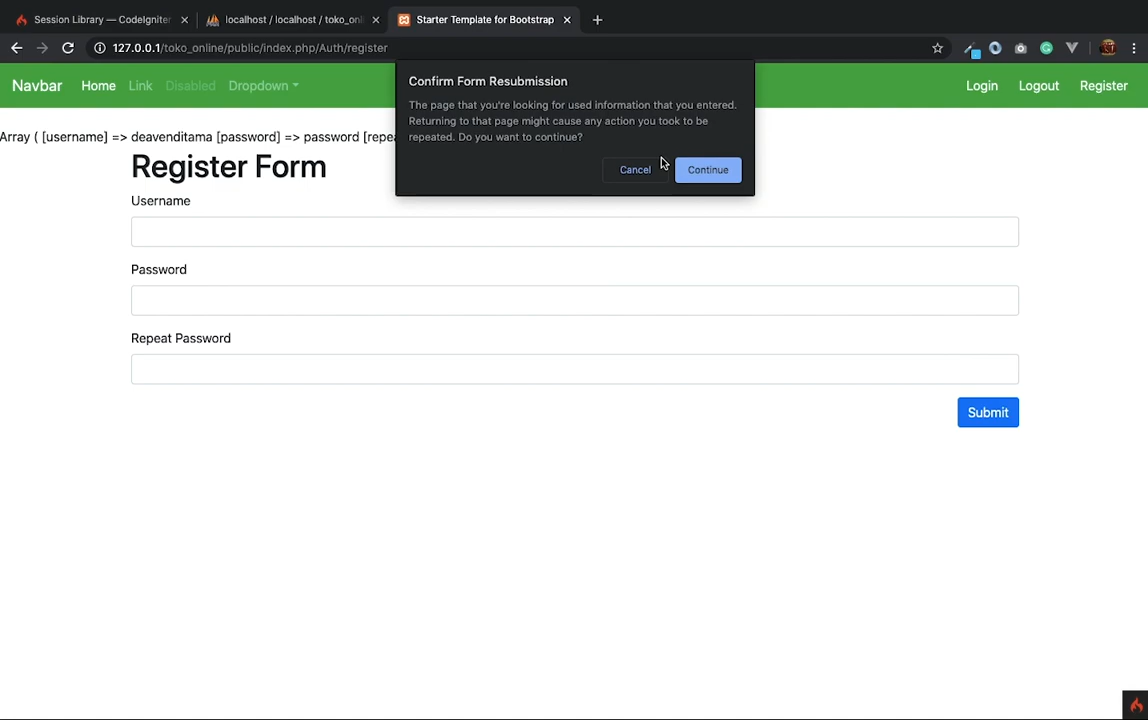 Session Library — CodeIgniter
localhost / localhost / toko_onli
Starter Template for Bootstrap
127.0.0.1/toko_online/public/index.php/Auth/register
Navbar Home Link Disabled Dropdown
Login Logout Register
Confirm Form Resubmission
The page that you're looking for used information that you entered.
Returning to that page might cause any action you took to be
repeated. Do you want to continue?
Cancel Continue
Array ( [username] => deavenditama [password] => password [repea
Register Form
Username
Password
Repeat Password
Submit